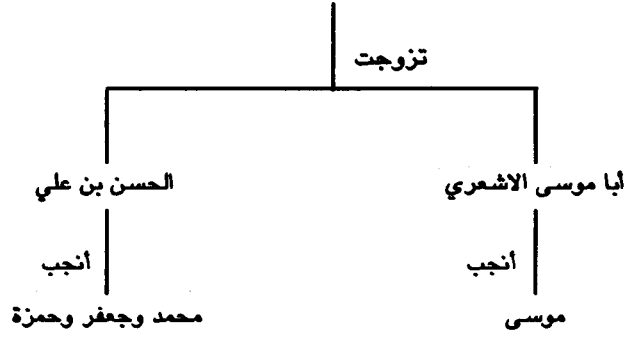 تزوجت
أبا موسى الاشعري
الحسن بن علي
أنجب
أنجب
موسى
محمد وجعفر وحمزة